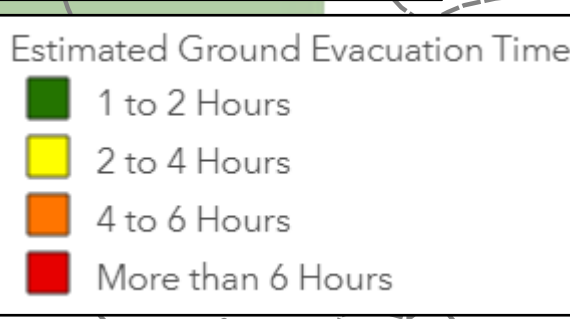 Estimated Ground Evacuation Time
1 to 2 Hours
2 to 4 Hours
4 to 6 Hours
More than 6 Hours